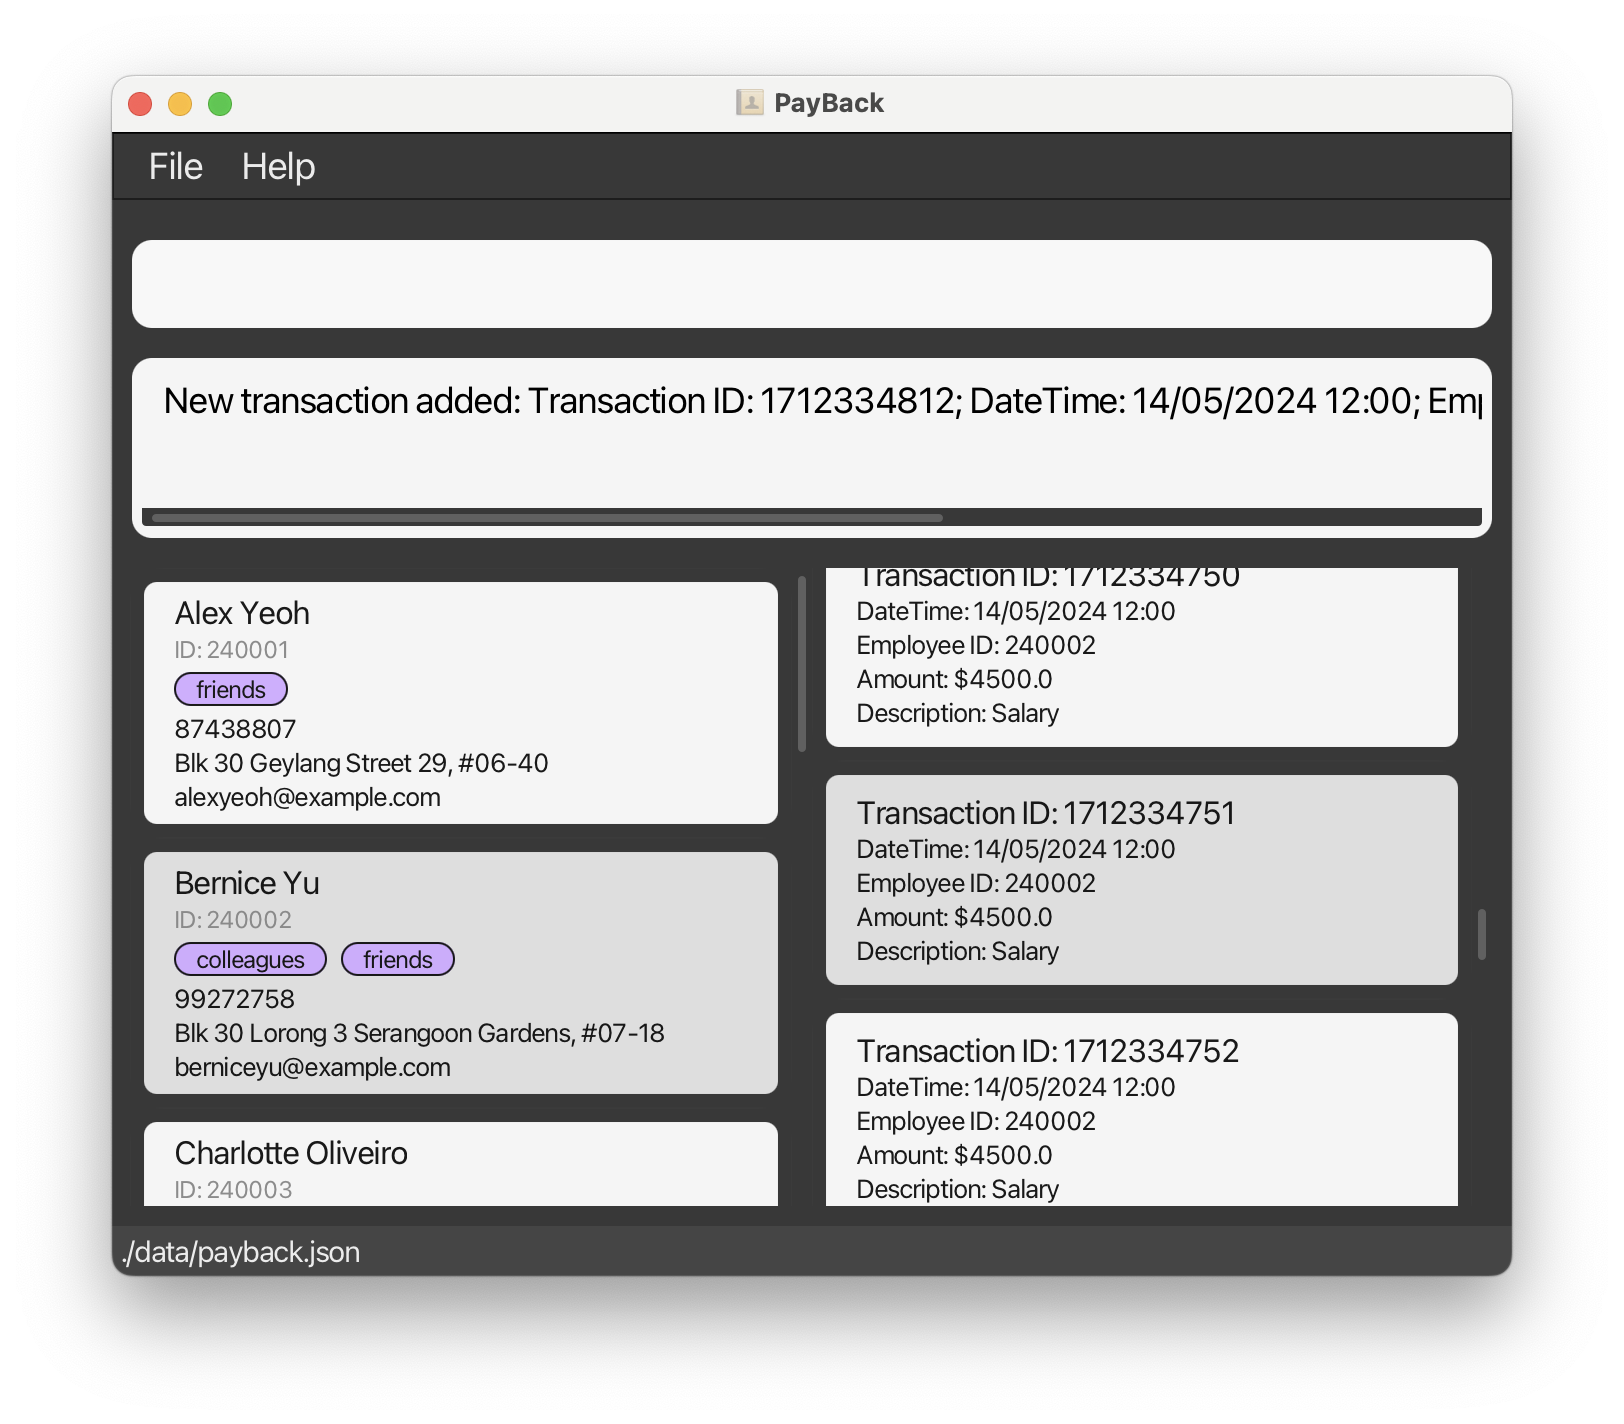 PayBack
File Help
New transaction added: Transaction ID: 1712334812; DateTime: 14/05/2024 12:00;
Alex Yeoh
ID: 240001
friends
87438807
Blk 30 Geylang Street 29, #06-40
alexyeoh@example.com
Bernice Yu
ID: 240002
colleagues friends
99272758
Blk 30 Lorong 3 Serangoon Gardens, #07-18
berniceyu@example.com
Charlotte Oliveiro
ID: 240003
Transaction ID: 1712334750
DateTime: 14/05/2024 12:00
Employee ID: 240002
Amount: $4500.0
Description: Salary
Transaction ID: 1712334751
DateTime: 14/05/2024 12:00
Employee ID: 240002
Amount: $4500.0
Description: Salary
Transaction ID: 1712334752
DateTime: 14/05/2024 12:00
Employee ID: 240002
Amount: $4500.0
Description: Salary
./data/payback.json